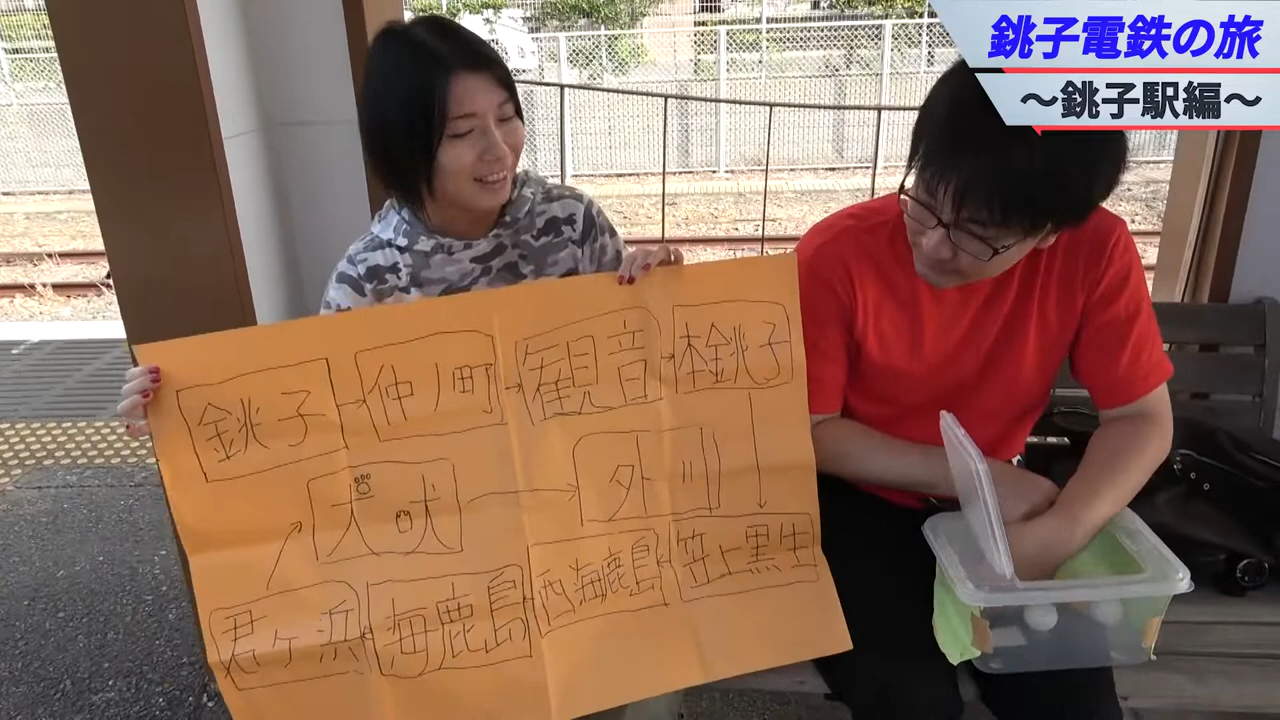 銚子電鉄の旅
〜銚子駅編〜
銚子 → 仲ノ町 → 観音 → 本銚子
犬吠 → 外川
君ヶ浜 海鹿島 西海鹿島 笠上黒生